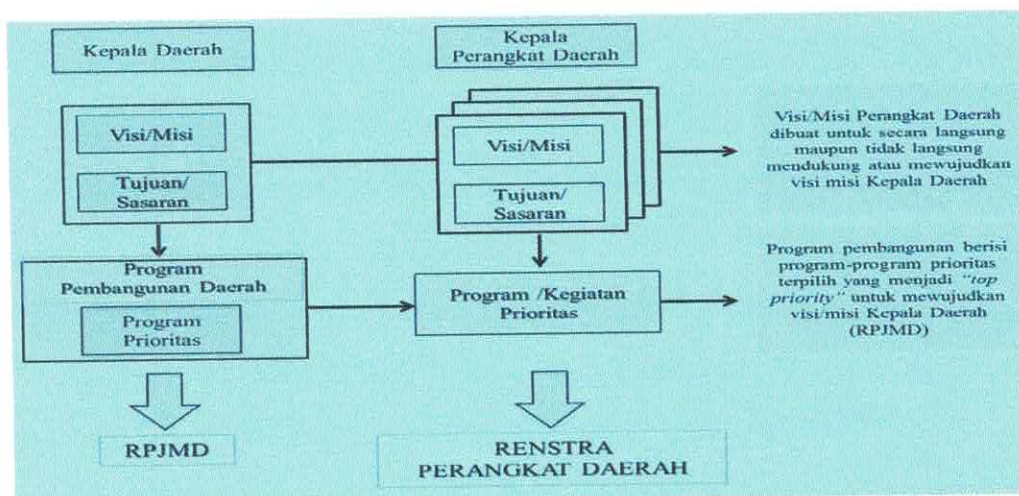 Kepala Daerah
Kepala
Perangkat Daerah
Visi/Misi
Tujuan/
Sasaran
Visi/Misi
Tujuan/
Sasaran
Visi/Misi Perangkat Daerah
dibuat untuk secara langsung
maupun tidak langsung
mendukung atau mewujudkan
visi misi Kepala Daerah
Program
Pembangunan Daerah
Program
Prioritas
Program /Kegiatan
Prioritas
Program pembangunan berisi
program-program prioritas
terpilih yang menjadi "top
priority" untuk mewujudkan
visi/misi Kepala Daerah
(RPJMD)
RPJMD
RENSTRA
PERANGKAT DAERAH